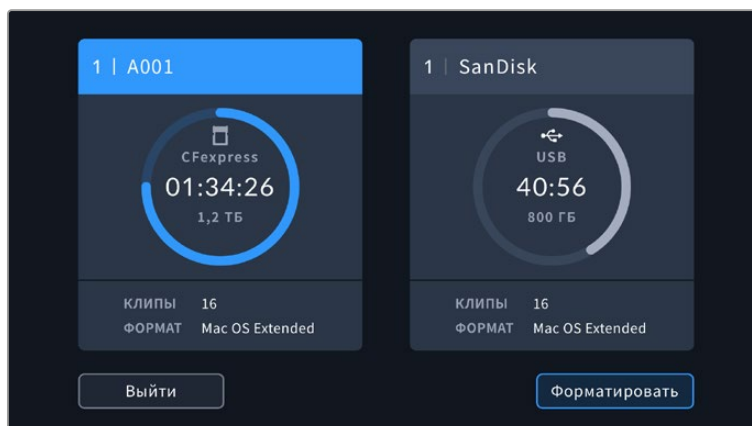 1 | A001
CFexpress
01:34:26
1,2 ТБ
КЛИПЫ 16
ФОРМАТ Mac OS Extended
1 | SanDisk
USB
40:56
800 ГБ
КЛИПЫ 16
ФОРМАТ Mac OS Extended
Выйти
Форматировать